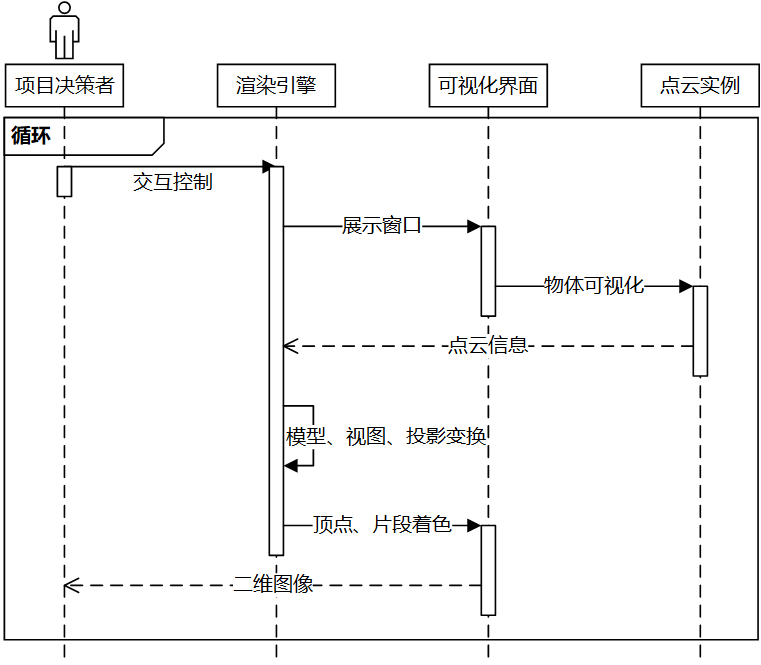 项目决策者
渲染引擎
可视化界面
点云实例
循环
交互控制
展示窗口
物体可视化
点云信息
模型、视图、投影变换
顶点、片段着色
二维图像